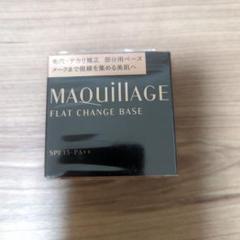 毛穴・テカリ補正 部分用ベース
メークまで視線を集める美肌へ
MAQuillAGE
FLAT CHANGE BASE
SPF15・PA++